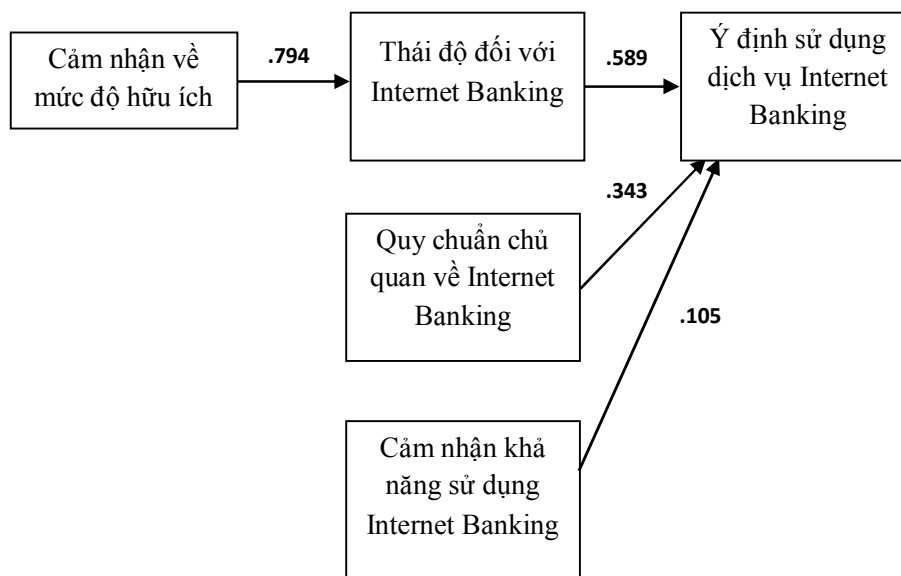 Cảm nhận về
mức độ hữu ích
.794
Thái độ đối với
Internet Banking
.589
Ý định sử dụng
dịch vụ Internet
Banking
.343
Quy chuẩn chủ
quan về Internet
Banking
.105
Cảm nhận khả
năng sử dụng
Internet Banking